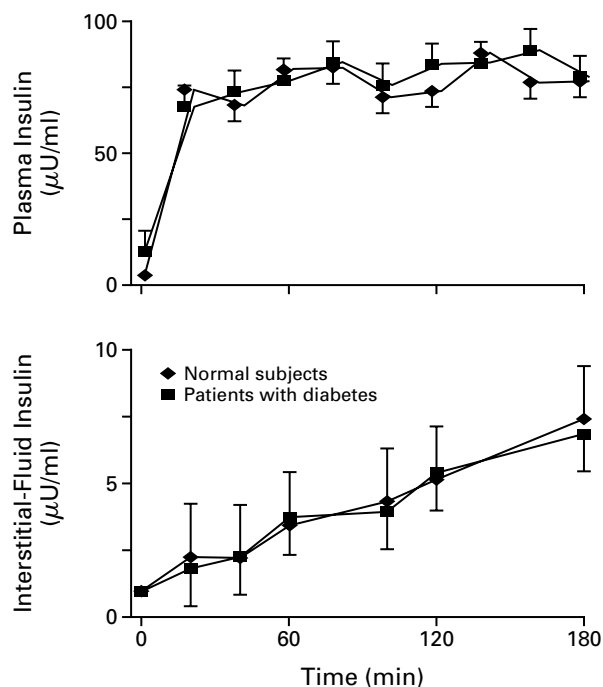 100
50
0
Plasma Insulin
(μU/ml)
10
5
0
Interstitial-Fluid Insulin
(μU/ml)
Normal subjects
Patients with diabetes
0
60
120
180
Time (min)